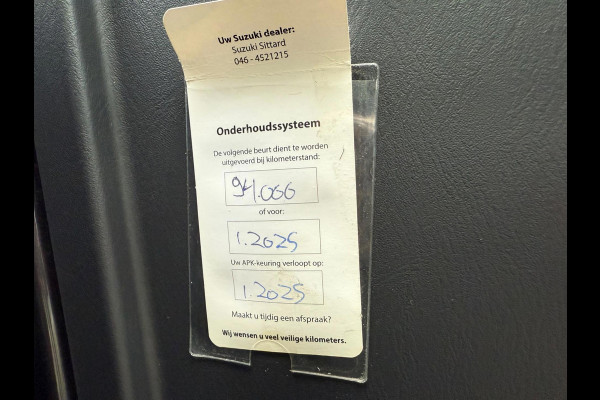 Uw Suzuki dealer:
Suzuki Sittard
046 - 4521215
Onderhoudssysteem
De volgende beurt dient te worden
uitgevoerd bij kilometerstand:
94.000
of voor:
1.2025
Uw APK-keuring verloopt op:
1.2025
Maakt u tijdig een afspraak?
Wij wensen u veel veilige kilometers.